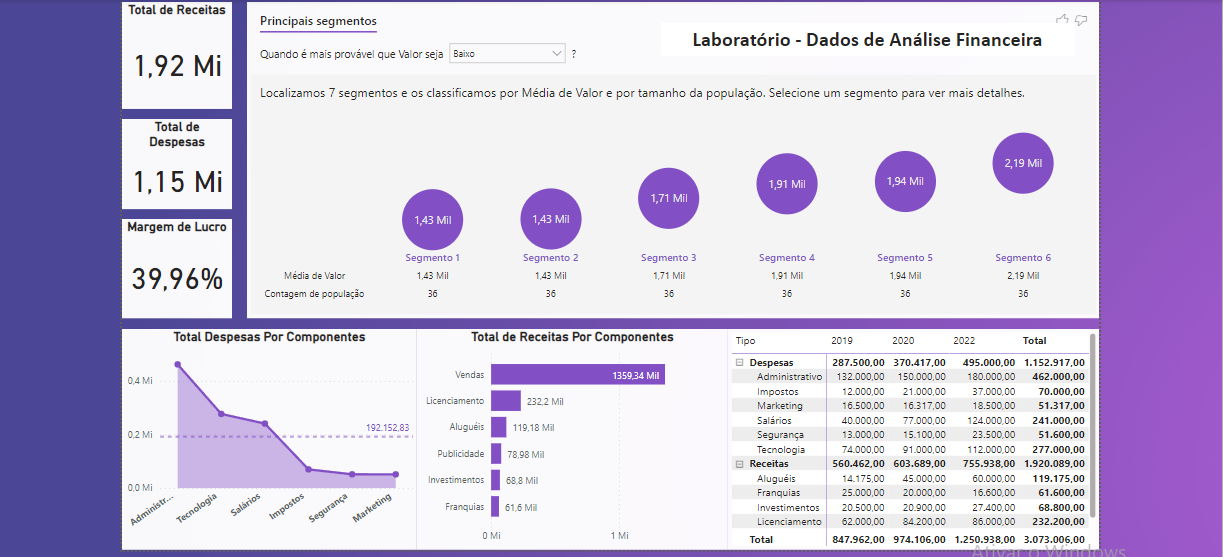 Total de Receitas
1,92 Mi
Total de
Despesas
1,15 Mi
Margem de Lucro
39,96%
Principais segmentos
Laboratório - Dados de Análise Financeira
Quando é mais provável que Valor seja Baixo ?
Localizamos 7 segmentos e os classificamos por Média de Valor e por tamanho da população. Selecione um segmento para ver mais detalhes.
1,43 Mil 1,43 Mil 1,71 Mil 1,91 Mil 1,94 Mil 2,19 Mil
Segmento 1 Segmento 2 Segmento 3 Segmento 4 Segmento 5 Segmento 6
Média de Valor 1,43 Mil 1,43 Mil 1,71 Mil 1,91 Mil 1,94 Mil 2,19 Mil
Contagem de população 36 36 36 36 36 36
Total Despesas Por Componentes
0,4 Mi
0,2 Mi
0,0 Mi
192.152,83
Administr... Tecnologia Salários Impostos Segurança Marketing
Total de Receitas Por Componentes
Vendas 1359,34 Mil
Licenciamento 232,2 Mil
Aluguéis 119,18 Mil
Publicidade 78,98 Mil
Investimentos 68,8 Mil
Franquias 61,6 Mil
0 Mi 1 Mi
Tipo 2019 2020 2022 Total
Despesas 287.500,00 370.417,00 495.000,00 1.152.917,00
Administrativo 132.000,00 150.000,00 180.000,00 462.000,00
Impostos 12.000,00 21.000,00 37.000,00 70.000,00
Marketing 16.500,00 16.317,00 18.500,00 51.317,00
Salários 40.000,00 77.000,00 124.000,00 241.000,00
Segurança 13.000,00 15.100,00 23.500,00 51.600,00
Tecnologia 74.000,00 91.000,00 112.000,00 277.000,00
Receitas 560.462,00 603.689,00 755.938,00 1.920.089,00
Aluguéis 14.175,00 45.000,00 60.000,00 119.175,00
Franquias 25.000,00 20.000,00 16.600,00 61.600,00
Investimentos 20.500,00 20.900,00 27.400,00 68.800,00
Licenciamento 62.000,00 84.200,00 86.000,00 232.200,00
Total 847.962,00 974.106,00 1.250.938,00 3.073.006,00
Ativar o Windows